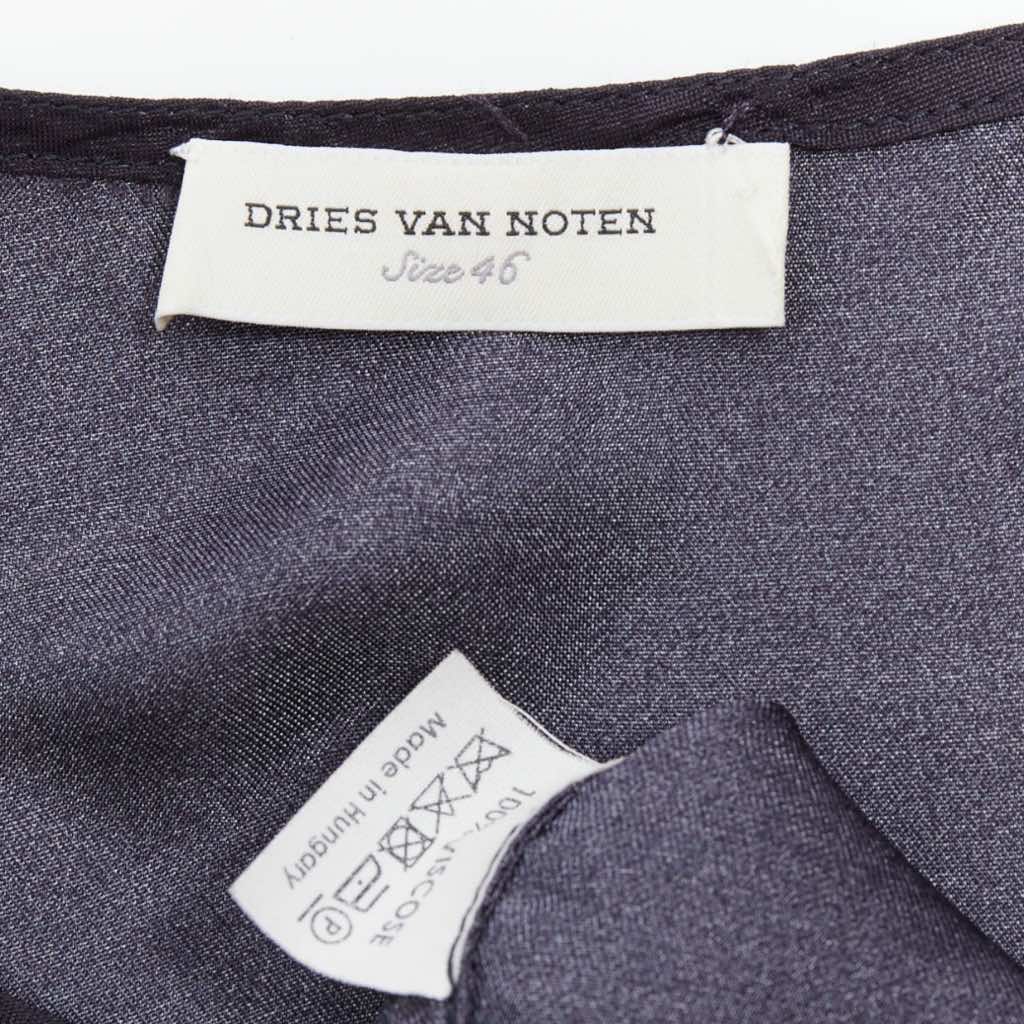 DRIES VAN NOTEN
Size 46
100% VISCOSE
P
Made in Hungary